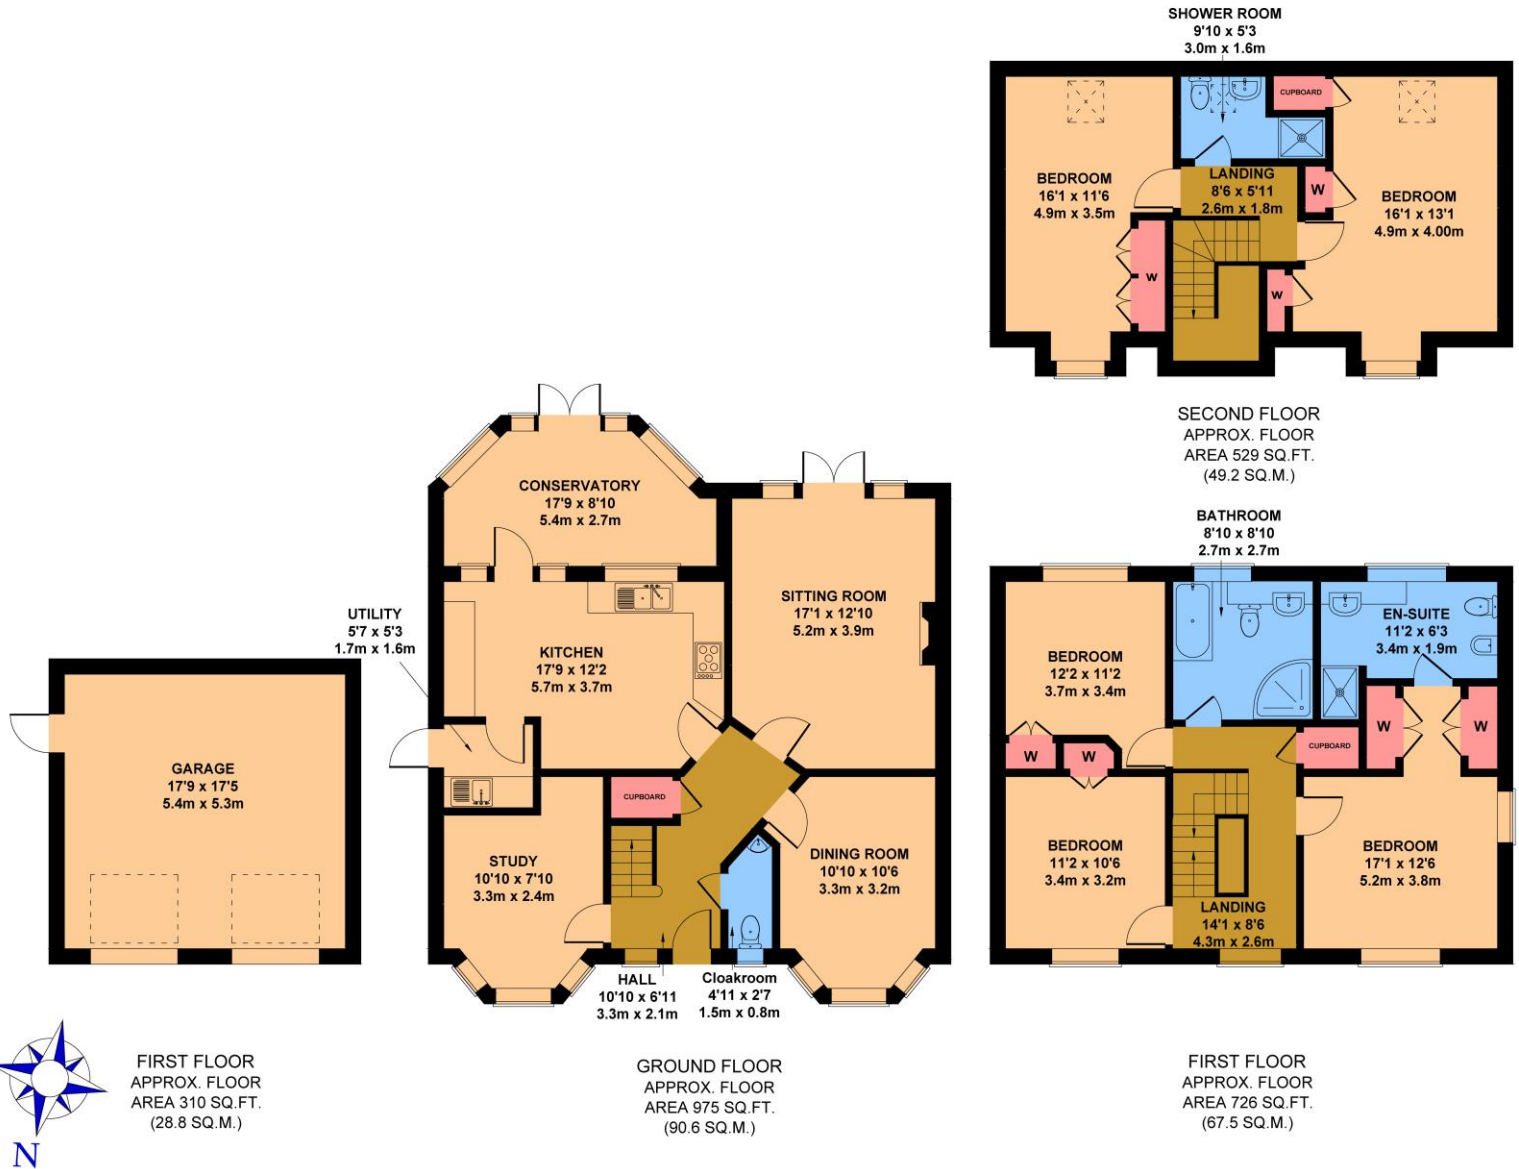 SHOWER ROOM
9'10 x 5'3
3.0m x 1.6m
CUPBOARD
BEDROOM
16'1 x 11'6
4.9m x 3.5m
LANDING
8'6 x 5'11
2.6m x 1.8m
W
BEDROOM
16'1 x 13'1
4.9m x 4.00m
W
W
SECOND FLOOR
APPROX. FLOOR
AREA 529 SQ.FT.
(49.2 SQ.M.)
CONSERVATORY
17'9 x 8'10
5.4m x 2.7m
SITTING ROOM
17'1 x 12'10
5.2m x 3.9m
UTILITY
5'7 x 5'3
1.7m x 1.6m
KITCHEN
17'9 x 12'2
5.7m x 3.7m
GARAGE
17'9 x 17'5
5.4m x 5.3m
CUPBOARD
STUDY
10'10 x 7'10
3.3m x 2.4m
DINING ROOM
10'10 x 10'6
3.3m x 3.2m
HALL
10'10 x 6'11
3.3m x 2.1m
Cloakroom
4'11 x 2'7
1.5m x 0.8m
BATHROOM
8'10 x 8'10
2.7m x 2.7m
EN-SUITE
11'2 x 6'3
3.4m x 1.9m
BEDROOM
12'2 x 11'2
3.7m x 3.4m
W
W
CUPBOARD
W
W
BEDROOM
11'2 x 10'6
3.4m x 3.2m
BEDROOM
17'1 x 12'6
5.2m x 3.8m
LANDING
14'1 x 8'6
4.3m x 2.6m
N
FIRST FLOOR
APPROX. FLOOR
AREA 310 SQ.FT.
(28.8 SQ.M.)
GROUND FLOOR
APPROX. FLOOR
AREA 975 SQ.FT.
(90.6 SQ.M.)
FIRST FLOOR
APPROX. FLOOR
AREA 726 SQ.FT.
(67.5 SQ.M.)